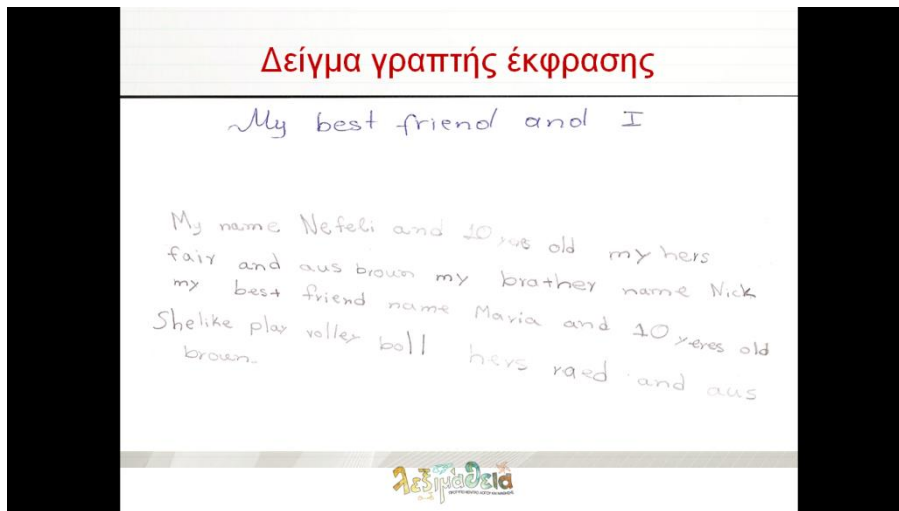 Δείγμα γραπτής έκφρασης
My best friend and I
My name Nefeli and 10 old my hers
fair and aus brown my brather name Nick
my best friend name Maria and 10 yeres old
Shelike play volley boll hers raed and aus
brown.
λεξιμάθεια